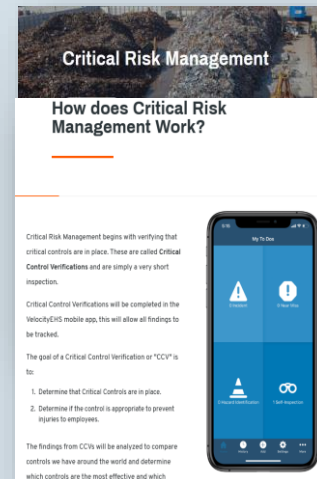 Critical Risk Management
How does Critical Risk
Management Work?
Critical Risk Management begins with verifying that
critical controls are in place. These are called Critical
Control Verifications and are simply a very short
inspection.
Critical Control Verifications will be completed in the
VelocityEHS mobile app, this will allow all findings to
be tracked.
The goal of a Critical Control Verification or "CCV" is
to:
1. Determine that Critical Controls are in place.
2. Determine if the control is appropriate to prevent
injuries to employees.
The findings from CCVs will be analyzed to compare
controls we have around the world and determine
which controls are the most effective and which
My To Dos
0 Near Miss
0 Hazard Identification
1 Self-Inspection